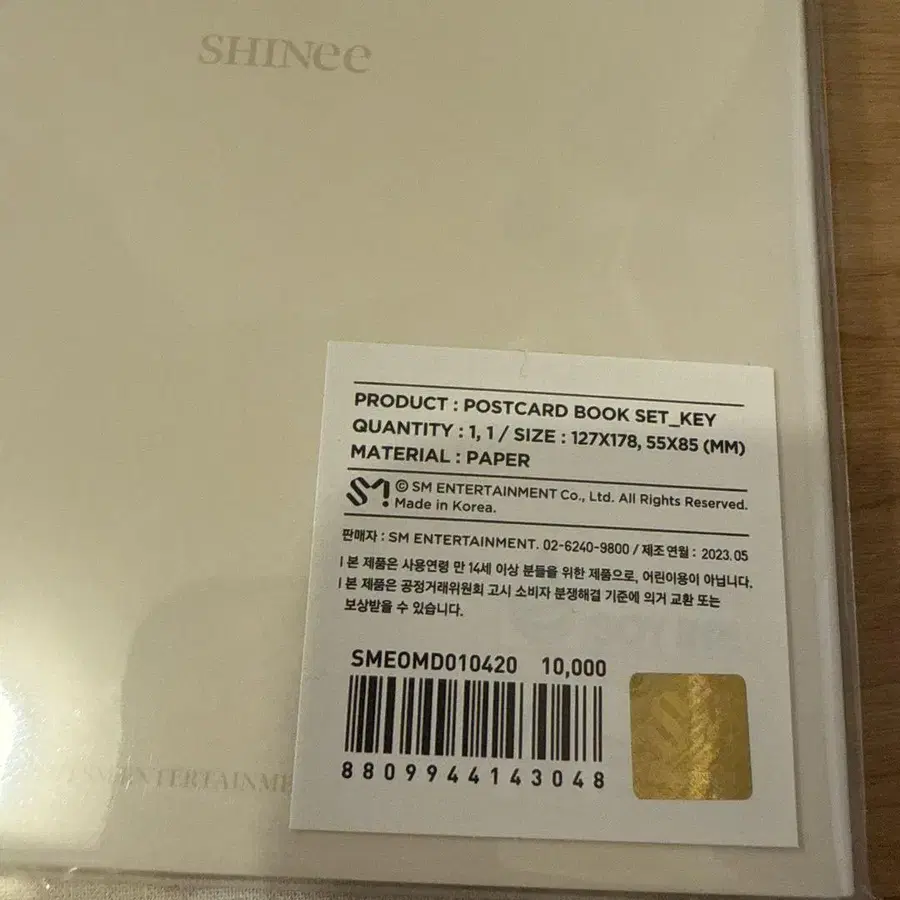 SHINee
PRODUCT : POSTCARD BOOK SET_KEY
QUANTITY : 1, 1 / SIZE : 127X178, 55X85 (MM)
MATERIAL : PAPER
SM
© SM ENTERTAINMENT Co., Ltd. All Rights Reserved.
Made in Korea.
판매자 : SM ENTERTAINMENT. 02-6240-9800 / 제조연월 : 2023.05
I 본 제품은 사용연령 만 14세 이상 분들을 위한 제품으로, 어린이용이 아닙니다.
I 본 제품은 공정거래위원회 고시 소비자 분쟁해결 기준에 의거 교환 또는
보상받을 수 있습니다.
SMEOMD010420 10,000
8809944143048